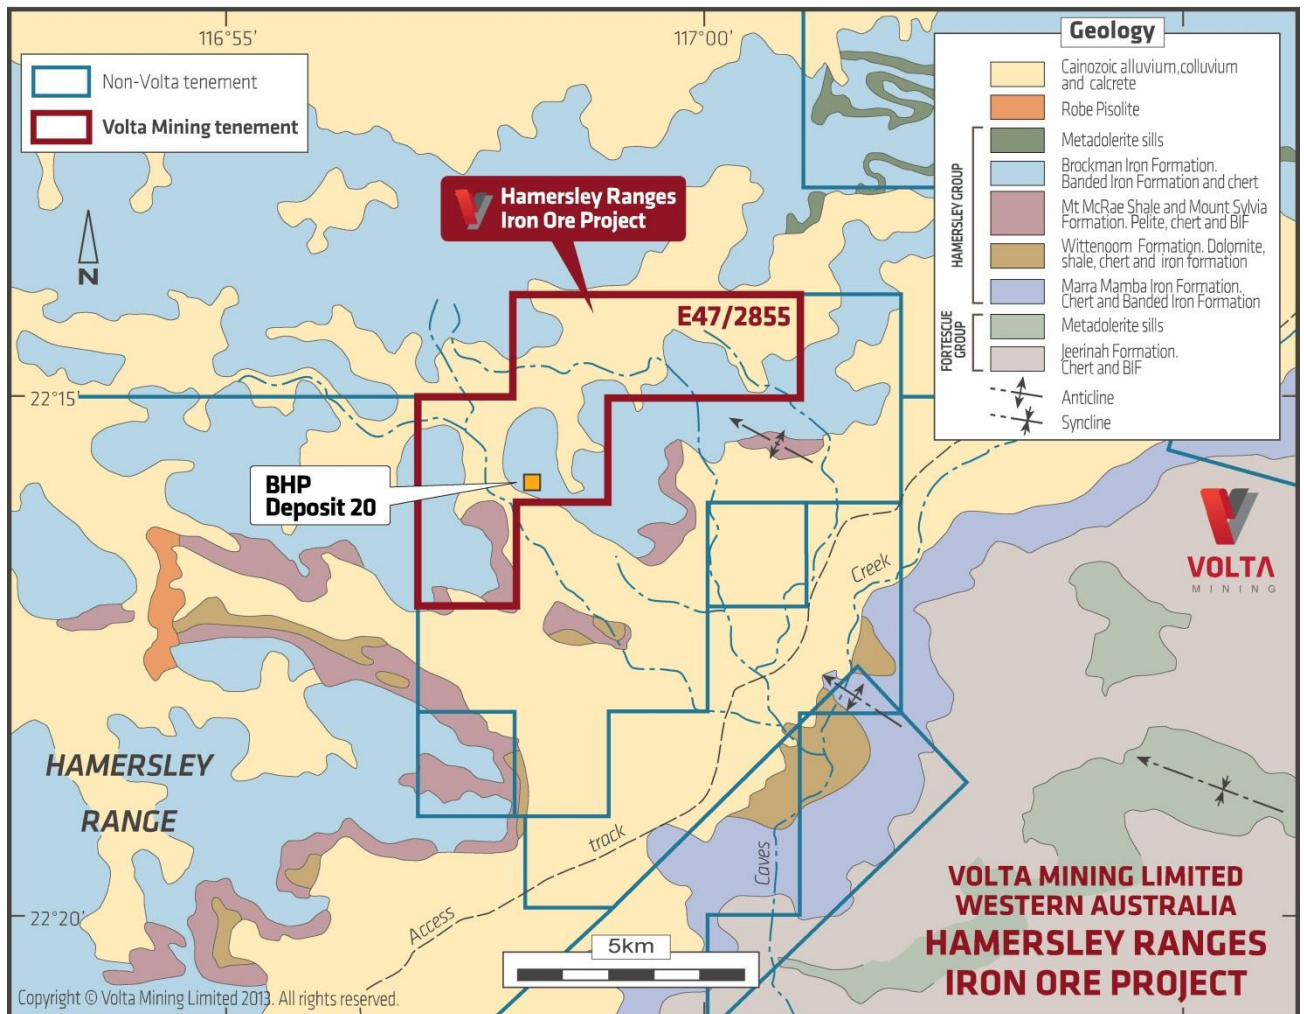 116°55'
117°00'
Non-Volta tenement
Volta Mining tenement
Geology
Cainozoic alluvium,colluvium
and calcrete
Robe Pisolite
HAMERSLEY GROUP
Metadolerite sills
Brockman Iron Formation.
Banded Iron Formation and chert
Mt McRae Shale and Mount Sylvia
Formation. Pelite, chert and BIF
Wittenoom Formation. Dolomite,
shale, chert and iron formation
Marra Mamba Iron Formation.
Chert and Banded Iron Formation
FORTESCUE
GROUP
Metadolerite sills
Jeerinah Formation.
Chert and BIF
Anticline
Syncline
Hamersley Ranges
Iron Ore Project
N
E47/2855
22°15'
BHP
Deposit 20
Creek
VOLTA
MINING
HAMERSLEY
RANGE
track
Caves
Access
22°20'
5km
VOLTA MINING LIMITED
WESTERN AUSTRALIA
HAMERSLEY RANGES
IRON ORE PROJECT
Copyright © Volta Mining Limited 2013. All rights reserved.